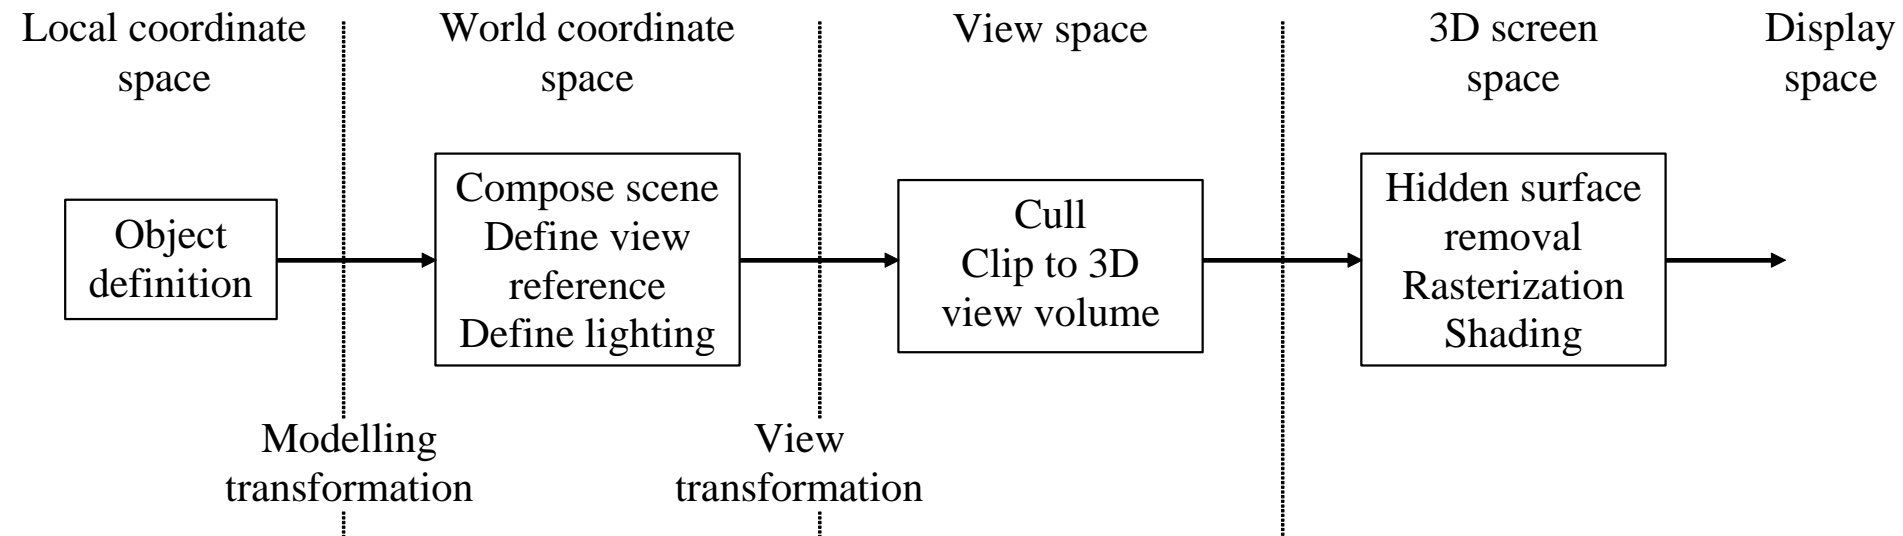 Local coordinate
space
World coordinate
space
View space
3D screen
space
Display
space
Object
definition
Compose scene
Define view
reference
Define lighting
Cull
Clip to 3D
view volume
Hidden surface
removal
Rasterization
Shading
Modelling
transformation
View
transformation